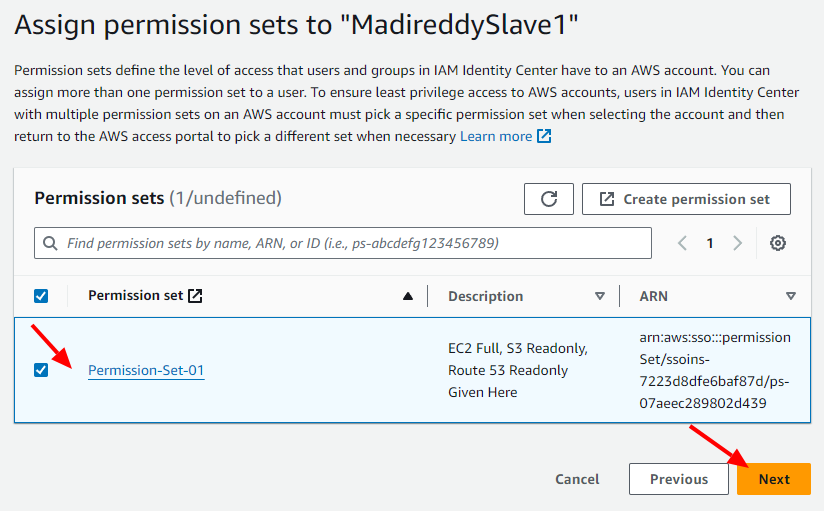 Assign permission sets to "MadireddySlave1"
Permission sets define the level of access that users and groups in IAM Identity Center have to an AWS account. You can
assign more than one permission set to a user. To ensure least privilege access to AWS accounts, users in IAM Identity Center
with multiple permission sets on an AWS account must pick a specific permission set when selecting the account and then
return to the AWS access portal to pick a different set when necessary Learn more
Permission sets (1/undefined)
Create permission set
Find permission sets by name, ARN, or ID (i.e., ps-abcdefg123456789)
1
Permission set
Description
ARN
Permission-Set-01
EC2 Full, S3 Readonly,
Route 53 Readonly
Given Here
arn:aws:sso:::permission
Set/ssoins-
7223d8dfe6baf87d/ps-
07aeec289802d439
Cancel
Previous
Next